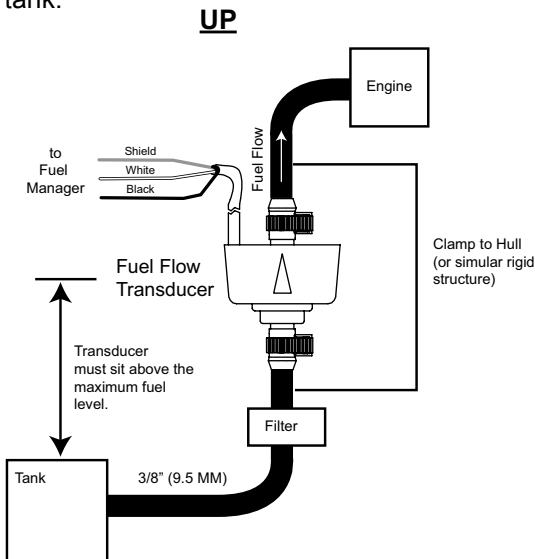 tank.
UP
Engine
to
Fuel
Manager
Shield
White
Black
Fuel Flow
Clamp to Hull
(or simular rigid
structure)
Fuel Flow
Transducer
Transducer
must sit above the
maximum fuel
level.
Filter
Tank
3/8" (9.5 MM)